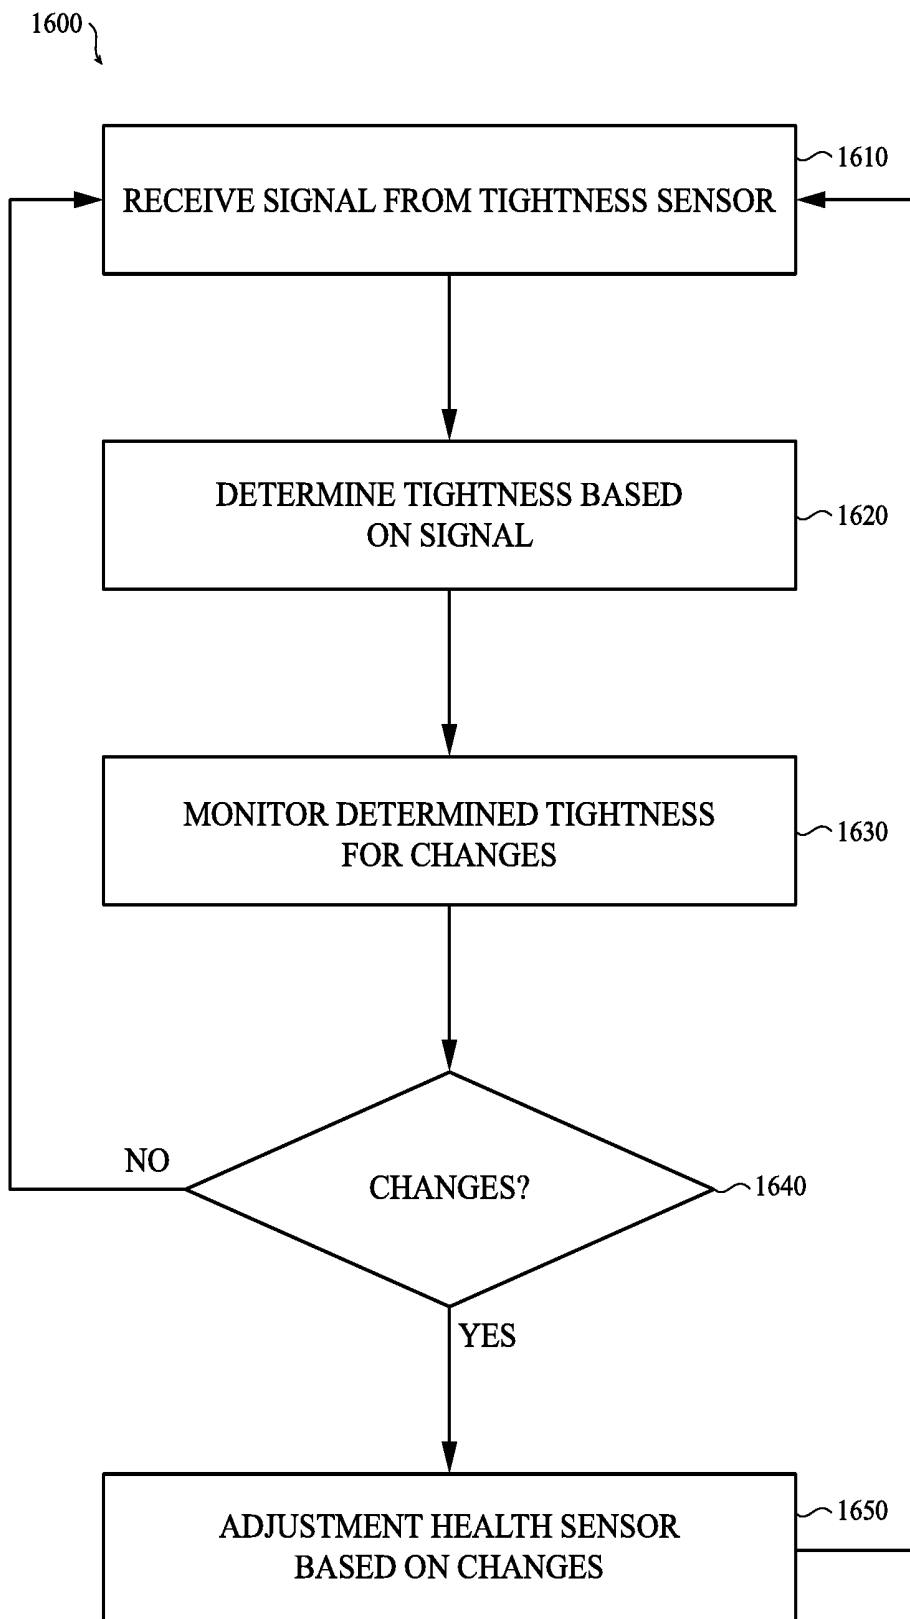 1600
1610
RECEIVE SIGNAL FROM TIGHTNESS SENSOR
DETERMINE TIGHTNESS BASED
ON SIGNAL
1620
MONITOR DETERMINED TIGHTNESS
FOR CHANGES
1630
NO
CHANGES?
1640
YES
1650
ADJUSTMENT HEALTH SENSOR
BASED ON CHANGES